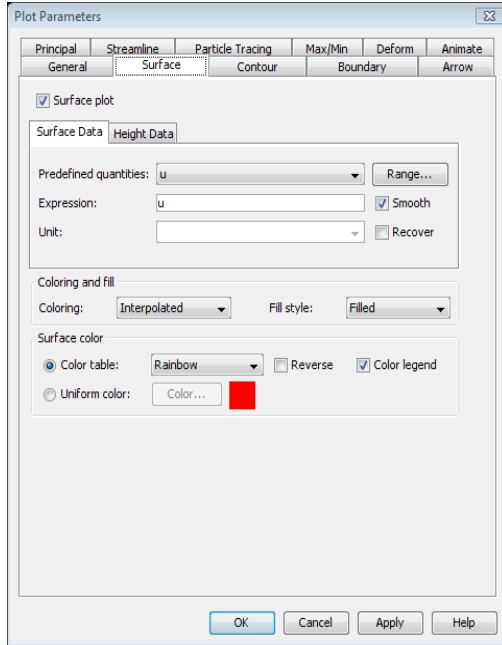 Plot Parameters
Principal Streamline Particle Tracing Max/Min Deform Animate
General Surface Contour Boundary Arrow
Surface plot
Surface Data Height Data
Predefined quantities: u Range...
Expression: u Smooth
Unit: Recover
Coloring and fill
Coloring: Interpolated Fill style: Filled
Surface color
Color table: Rainbow Reverse Color legend
Uniform color: Color...
OK Cancel Apply Help